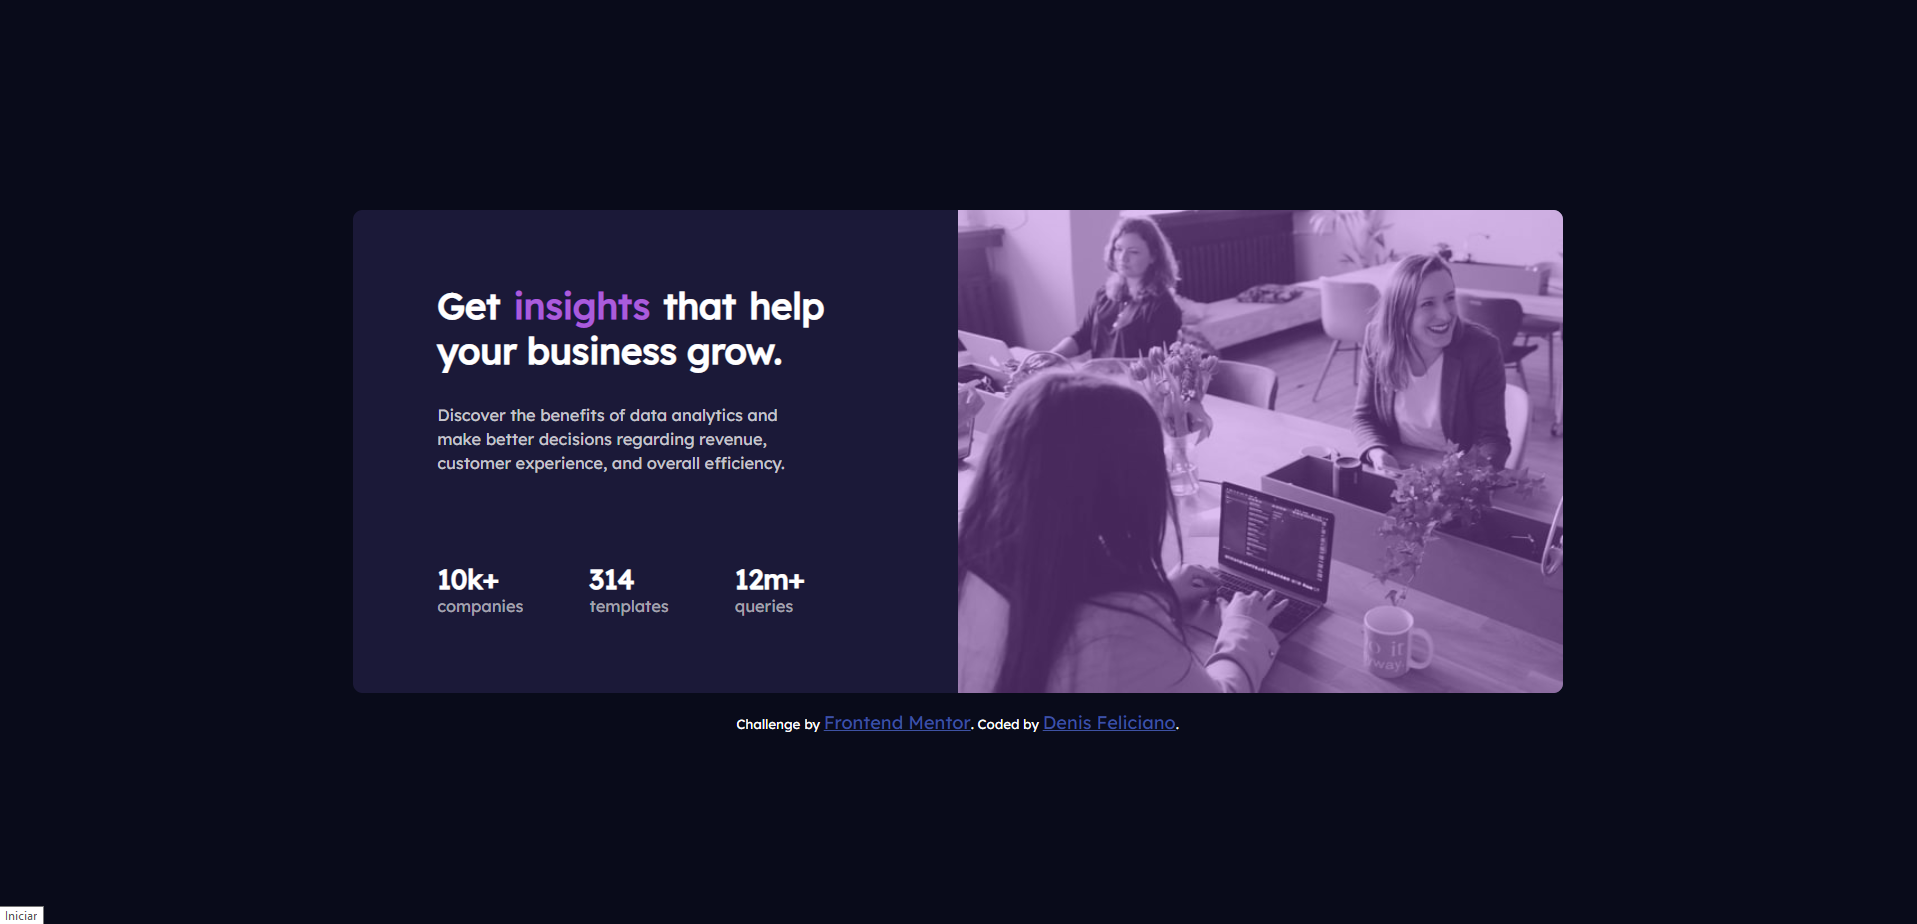 Get insights that help
your business grow.
Discover the benefits of data analytics and
make better decisions regarding revenue,
customer experience, and overall efficiency.
10k+ 314 12m+
companies templates queries
Challenge by Frontend Mentor. Coded by Denis Feliciano.
Iniciar